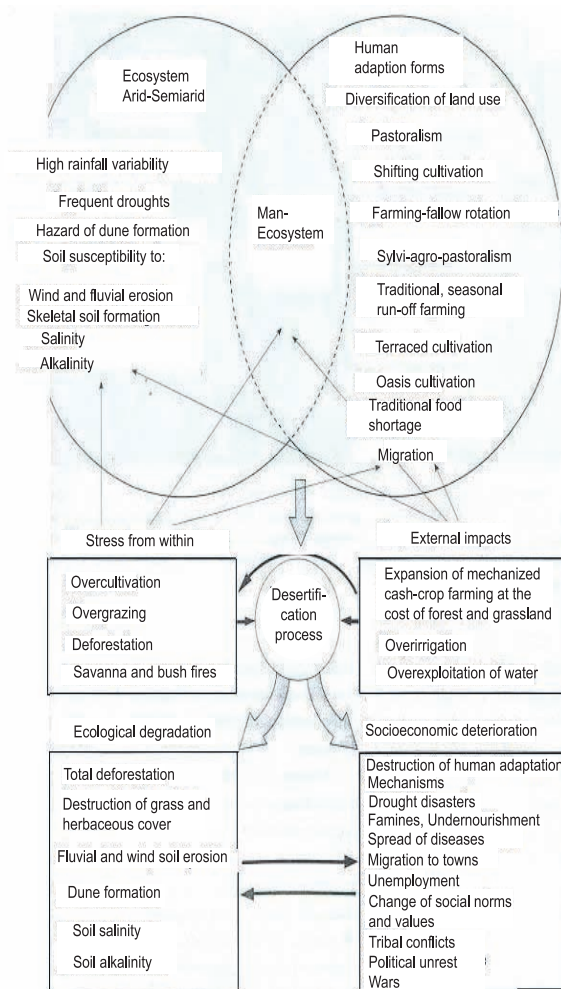 Ecosystem
Arid-Semiarid
High rainfall variability
Frequent droughts
Hazard of dune formation
Soil susceptibility to:
Wind and fluvial erosion
Skeletal soil formation
Salinity
Alkalinity
Man-
Ecosystem
Human
adaption forms
Diversification of land use
Pastoralism
Shifting cultivation
Farming-fallow rotation
Sylvi-agro-pastoralism
Traditional, seasonal
run-off farming
Terraced cultivation
Oasis cultivation
Traditional food
shortage
Migration
Stress from within
Overcultivation
Overgrazing
Deforestation
Savanna and bush fires
Desertifi-
cation
process
External impacts
Expansion of mechanized
cash-crop farming at the
cost of forest and grassland
Overirrigation
Overexploitation of water
Ecological degradation
Total deforestation
Destruction of grass and
herbaceous cover
Fluvial and wind soil erosion
Dune formation
Soil salinity
Soil alkalinity
Socioeconomic deterioration
Destruction of human adaptation
Mechanisms
Drought disasters
Famines, Undernourishment
Spread of diseases
Migration to towns
Unemployment
Change of social norms
and values
Tribal conflicts
Political unrest
Wars